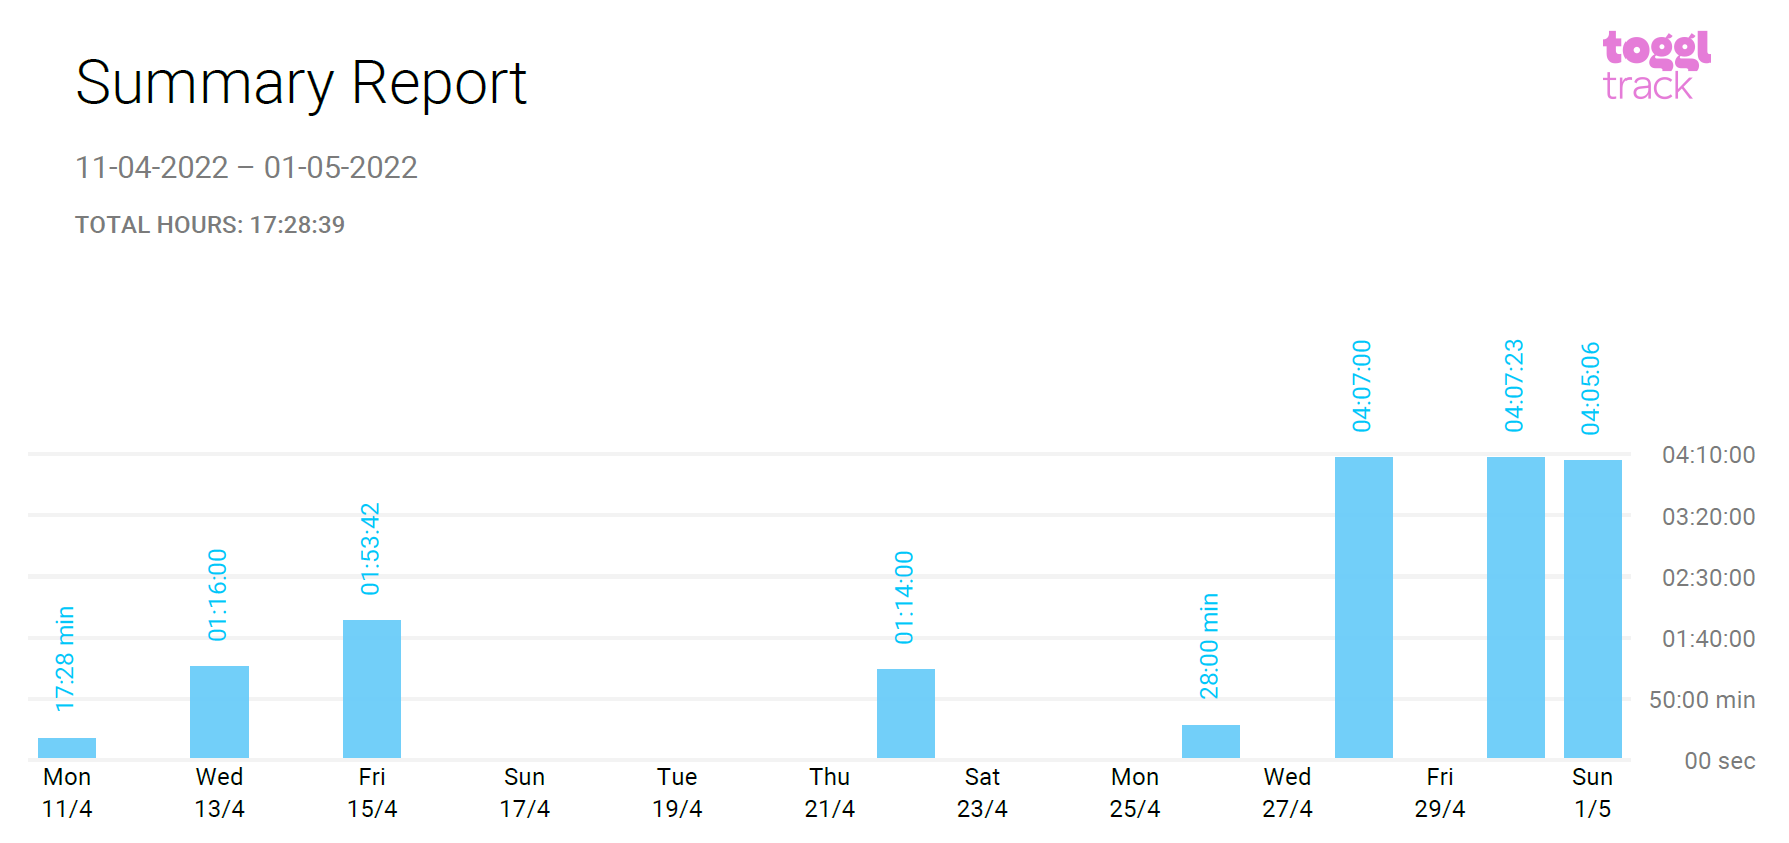 toggl
track
Summary Report
11-04-2022 – 01-05-2022
TOTAL HOURS: 17:28:39
17:28 min
01:16:00
01:53:42
01:14:00
28:00 min
04:07:00
04:07:23
04:05:06
04:10:00
03:20:00
02:30:00
01:40:00
50:00 min
00 sec
Mon Wed Fri Sun Tue Thu Sat Mon Wed Fri Sun
11/4 13/4 15/4 17/4 19/4 21/4 23/4 25/4 27/4 29/4 1/5